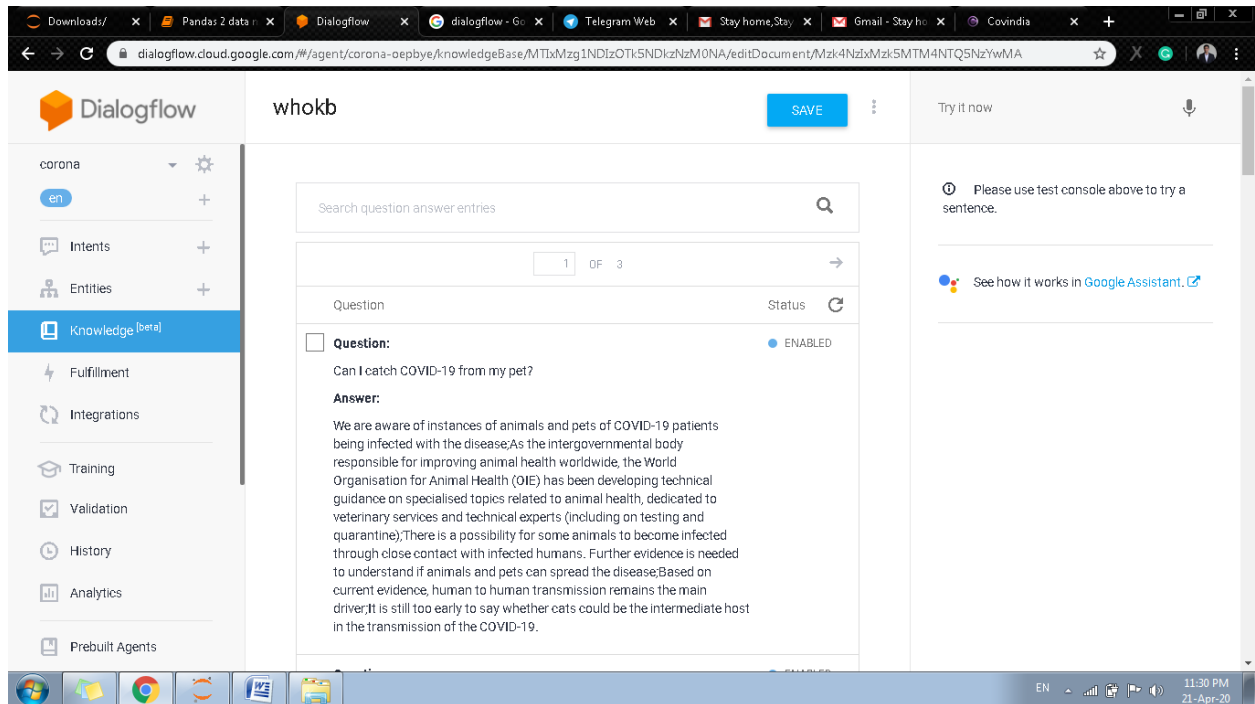 Downloads/
Pandas 2 data
Dialogflow
dialogflow - Go
Telegram Web
Stay home,Stay
Gmail - Stay ho
Covindia
dialogflow.cloud.google.com/#/agent/corona-oepbye/knowledgeBase/MTIxMzg1NDIzOTk5NDkzNzM0NA/editDocument/Mzk4NzIxMzk5MTM4NTQ5NzYwMA
Dialogflow
whokb
SAVE
Try it now
corona
en
Intents
Entities
Knowledge [beta]
Fulfillment
Integrations
Training
Validation
History
Analytics
Prebuilt Agents
Search question answer entries
1 OF 3
Question Status
Question: ENABLED
Can I catch COVID-19 from my pet?
Answer:
We are aware of instances of animals and pets of COVID-19 patients
being infected with the disease;As the intergovernmental body
responsible for improving animal health worldwide, the World
Organisation for Animal Health (OIE) has been developing technical
guidance on specialised topics related to animal health, dedicated to
veterinary services and technical experts (including on testing and
quarantine);There is a possibility for some animals to become infected
through close contact with infected humans. Further evidence is needed
to understand if animals and pets can spread the disease;Based on
current evidence, human to human transmission remains the main
driver;It is still too early to say whether cats could be the intermediate host
in the transmission of the COVID-19.
Please use test console above to try a
sentence.
See how it works in Google Assistant.
EN
11:30 PM
21-Apr-20